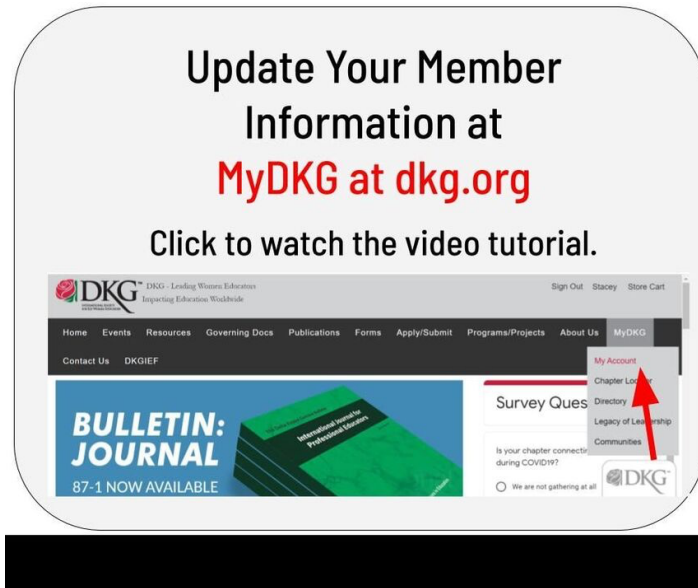 Update Your Member
Information at
MyDKG at dkg.org
Click to watch the video tutorial.
DKG™ DKG - Leading Women Educators
Impacting Education Worldwide
Sign Out Stacey Store Cart
Home Events Resources Governing Docs Publications Forms Apply/Submit Programs/Projects About Us MyDKG
Contact Us DKGIEF
My Account
Chapter Loc
Directory
Legacy of Leadership
Communities
BULLETIN:
JOURNAL
87-1 NOW AVAILABLE
International Journal for
Professional Educators
Survey Ques
Is your chapter connectin
during COVID19?
We are not gathering at all
DKG